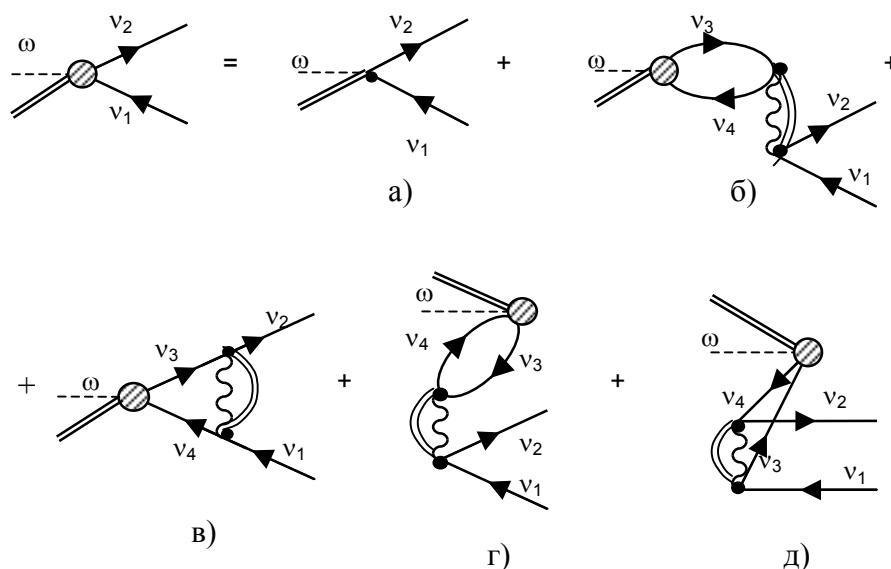 ω ν₂ ν₁ = ω ν₂ ν₁ + ω ν₃ ν₄ ν₂ ν₁ +
а) б)
+ ω ν₃ ν₂ ν₄ ν₁ + ω ν₄ ν₃ ν₂ ν₁ + ω ν₄ ν₂ ν₃ ν₁
в) г) д)